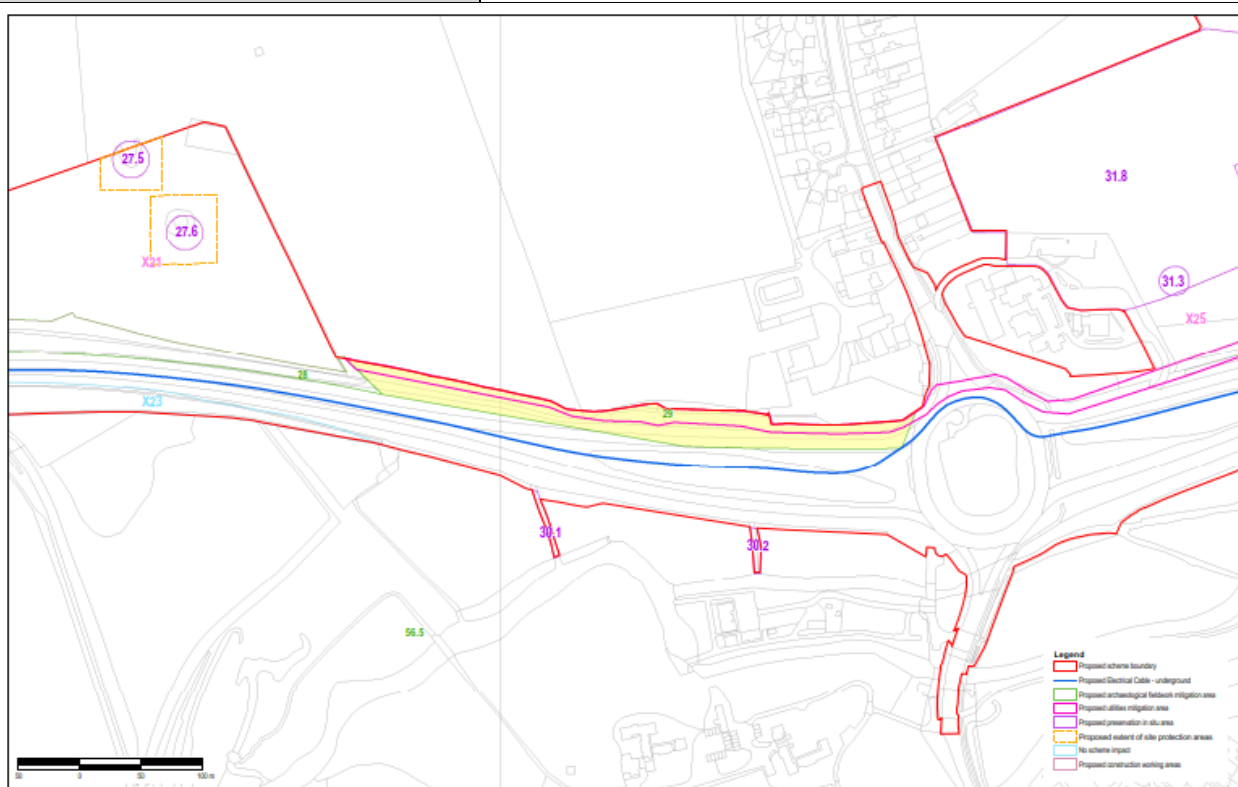 27.5
31.8
27.6
X21
31.3
X25
28
X23
29
30.1
30.2
56.5
Legend
Proposed scheme boundary
Proposed Electrical Cable - underground
Proposed archaeological fieldwork mitigation area
Proposed utilities mitigation area
Proposed preservation in situ area
Proposed extent of site protection areas
No scheme impact
Proposed construction working areas
50 0 50 100 m